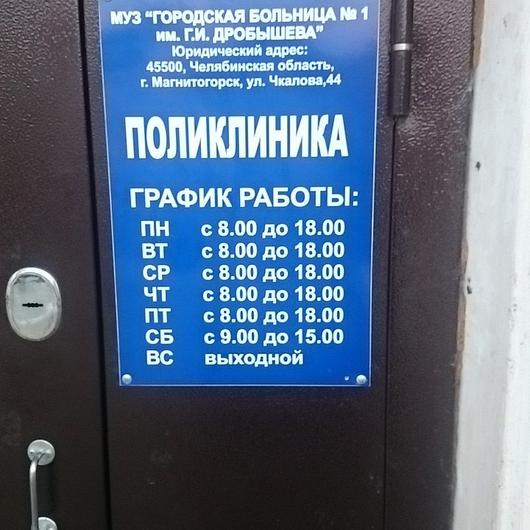 МУЗ "ГОРОДСКАЯ БОЛЬНИЦА № 1
им. Г.И. ДРОБЫШЕВА"
Юридический адрес:
45500, Челябинская область,
г. Магнитогорск, ул. Чкалова,44
ПОЛИКЛИНИКА
ГРАФИК РАБОТЫ:
ПН с 8.00 до 18.00
ВТ с 8.00 до 18.00
СР с 8.00 до 18.00
ЧТ с 8.00 до 18.00
ПТ с 8.00 до 18.00
СБ с 9.00 до 15.00
ВС выходной